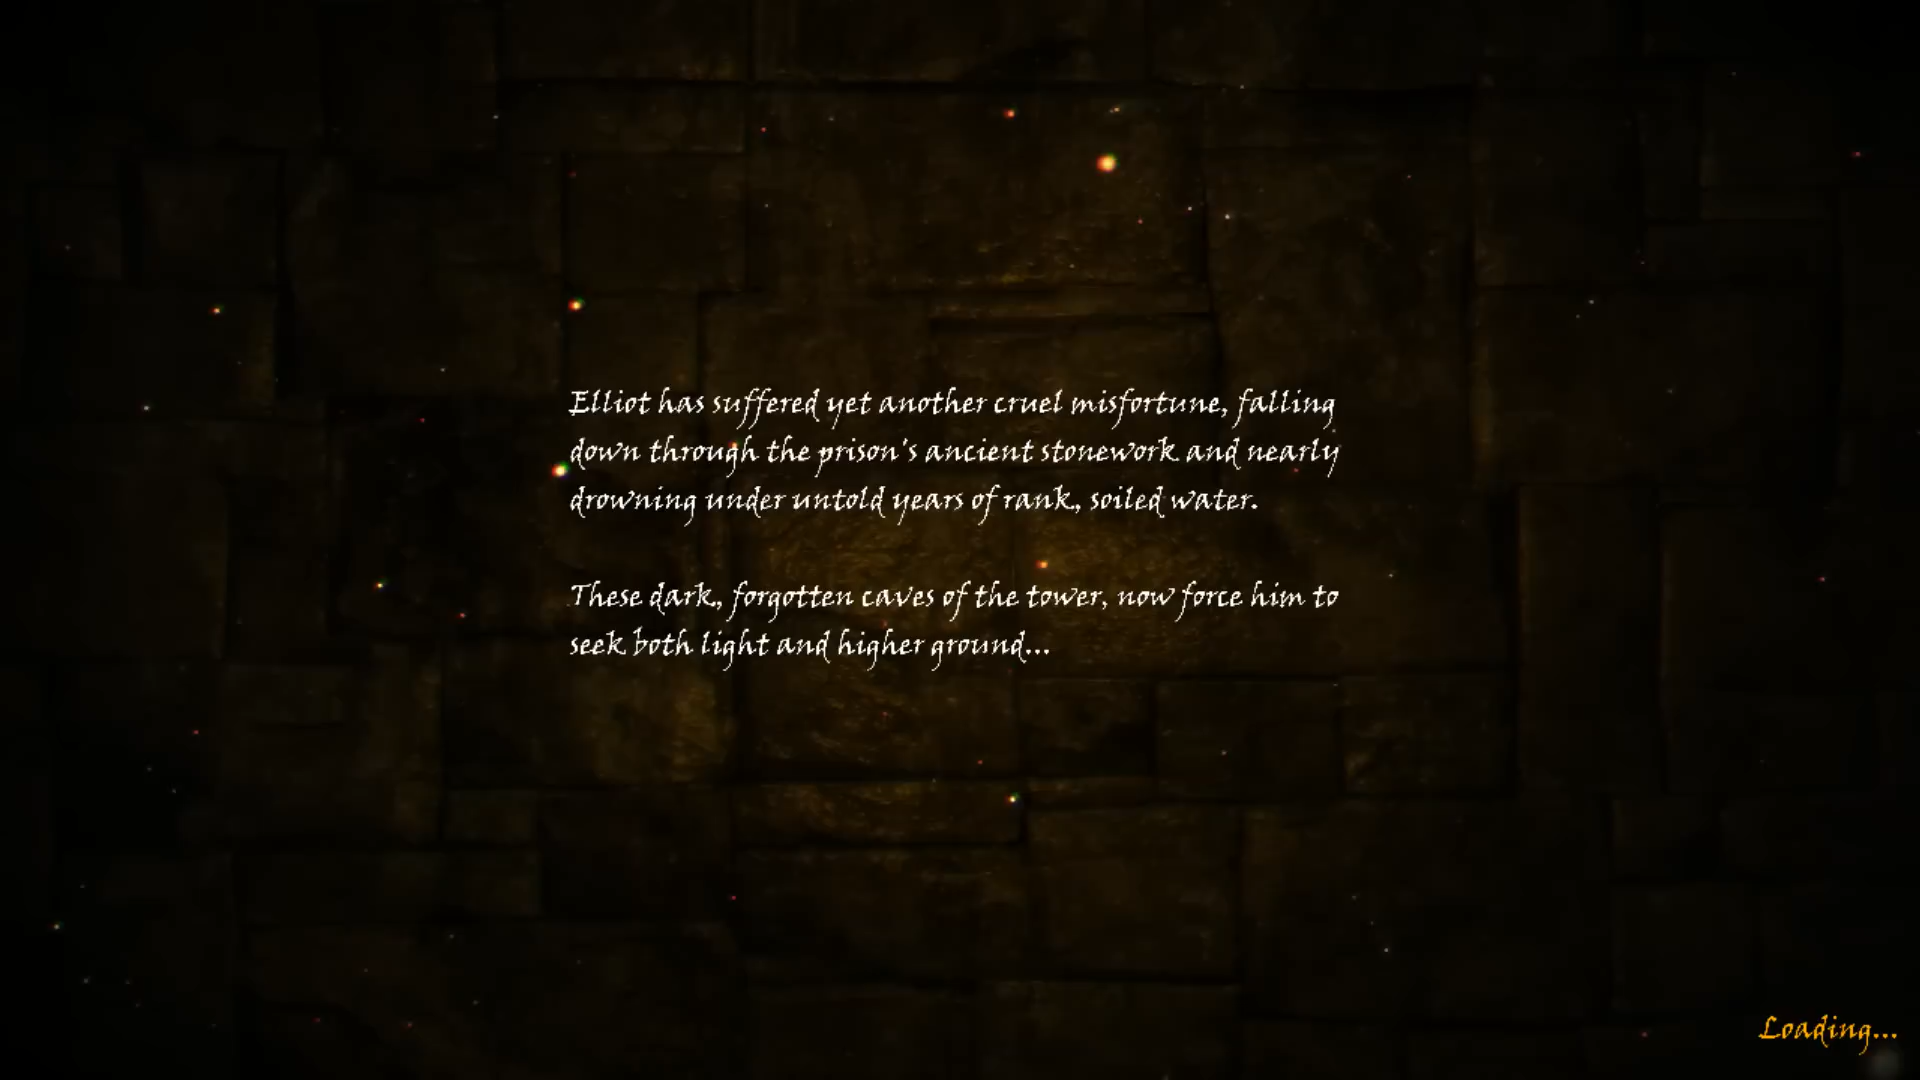 Elliot has suffered yet another cruel misfortune, falling
down through the prison's ancient stonework and nearly
drowning under untold years of rank, soiled water.
These dark, forgotten caves of the tower, now force him to
seek both light and higher ground...
Loading...